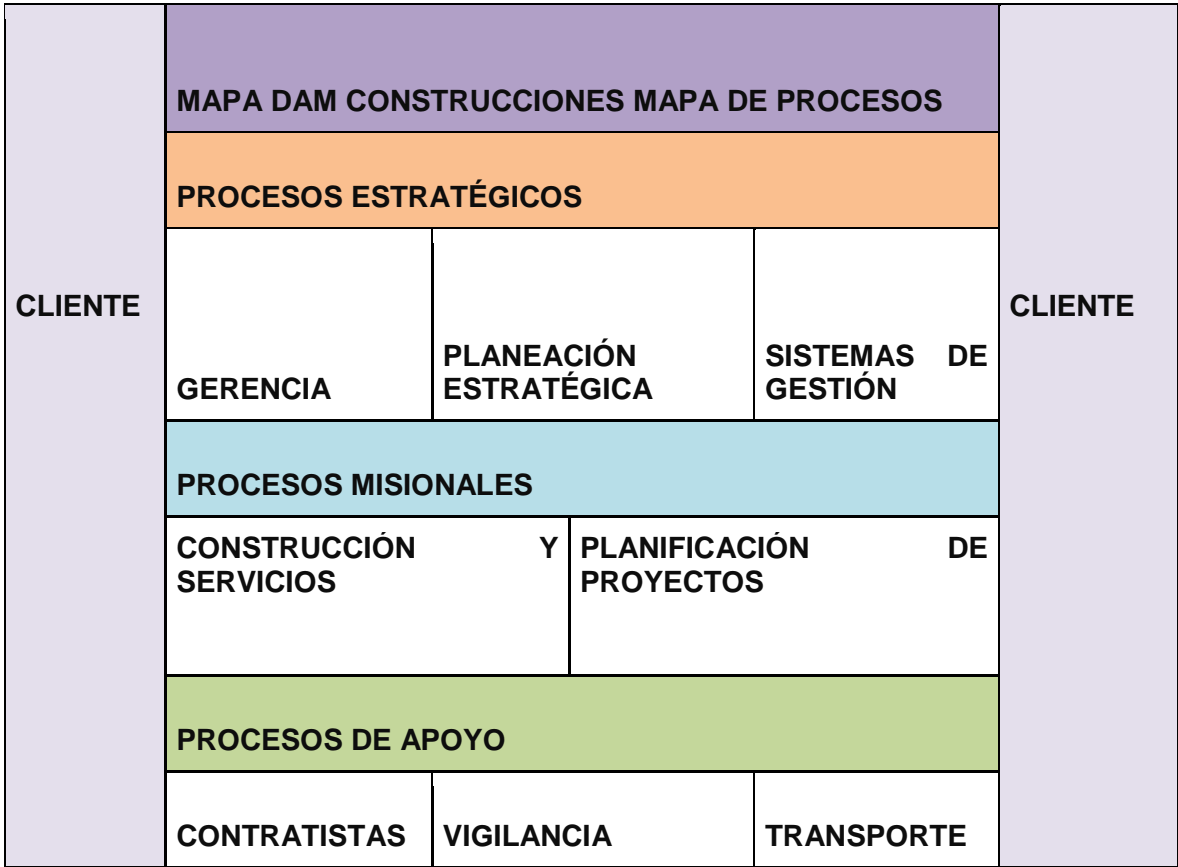 MAPA DAM CONSTRUCCIONES MAPA DE PROCESOS
PROCESOS ESTRATÉGICOS
CLIENTE
GERENCIA
PLANEACIÓN
ESTRATÉGICA
SISTEMAS DE
GESTIÓN
CLIENTE
PROCESOS MISIONALES
CONSTRUCCIÓN Y
SERVICIOS
PLANIFICACIÓN DE
PROYECTOS
PROCESOS DE APOYO
CONTRATISTAS
VIGILANCIA
TRANSPORTE